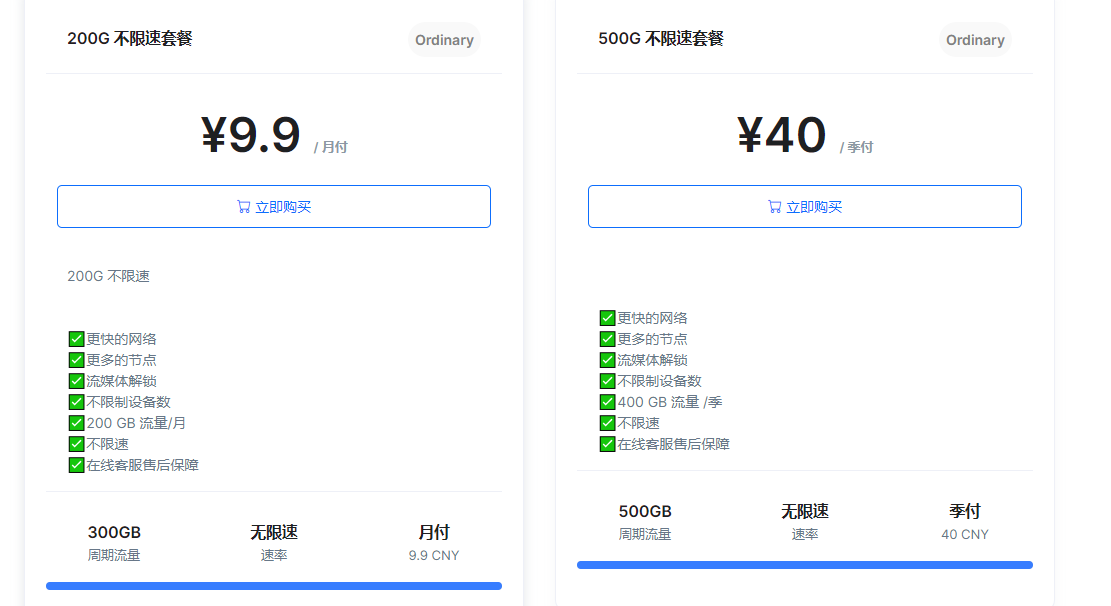 200G 不限速套餐
Ordinary
¥9.9 / 月付
立即购买
200G 不限速
✅更快的网络
✅更多的节点
✅流媒体解锁
✅不限制设备数
✅200 GB 流量/月
✅不限速
✅在线客服售后保障
300GB 无限速 月付
周期流量 速率 9.9 CNY
500G 不限速套餐
Ordinary
¥40 / 季付
立即购买
✅更快的网络
✅更多的节点
✅流媒体解锁
✅不限制设备数
✅400 GB 流量 /季
✅不限速
✅在线客服售后保障
500GB 无限速 季付
周期流量 速率 40 CNY